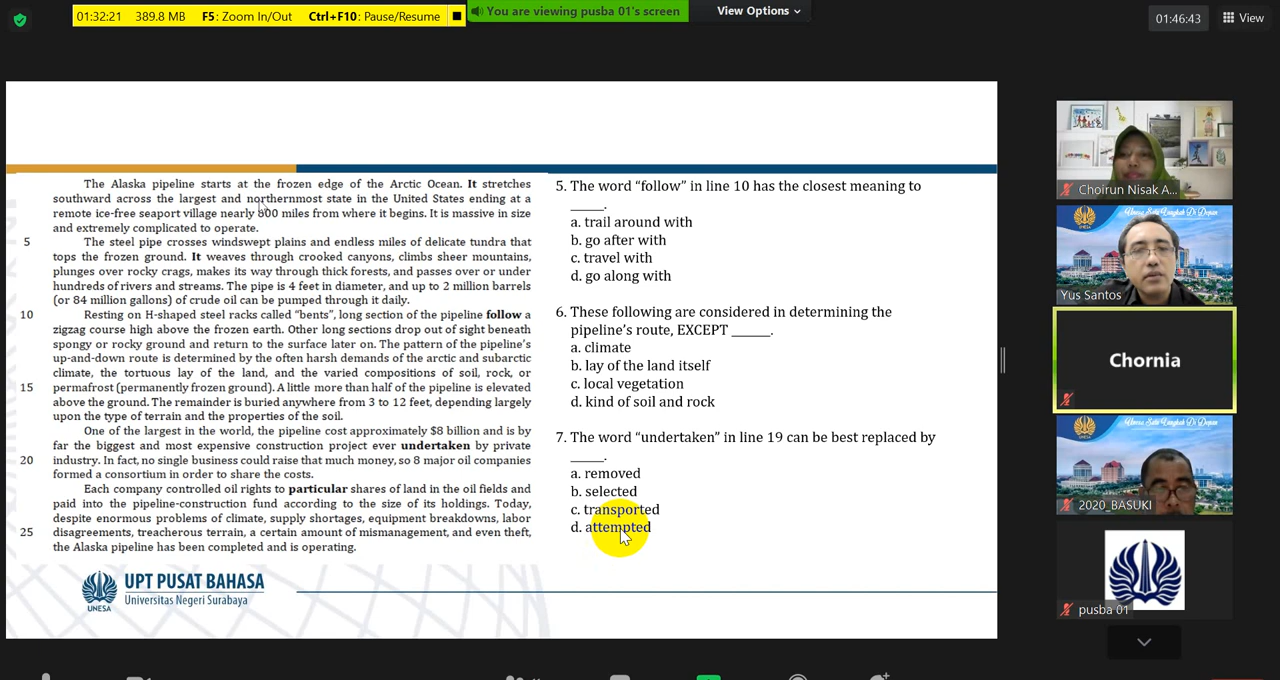 01:32:21 389.8 MB F5: Zoom In/Out Ctrl+F10: Pause/Resume
You are viewing pusba 01's screen
View Options
01:46:43
View
The Alaska pipeline starts at the frozen edge of the Arctic Ocean. It stretches
southward across the largest and northernmost state in the United States ending at a
remote ice-free seaport village nearly 800 miles from where it begins. It is massive in size
and extremely complicated to operate.
5 The steel pipe crosses windswept plains and endless miles of delicate tundra that
tops the frozen ground. It weaves through crooked canyons, climbs sheer mountains,
plunges over rocky crags, makes its way through thick forests, and passes over or under
hundreds of rivers and streams. The pipe is 4 feet in diameter, and up to 2 million barrels
(or 84 million gallons) of crude oil can be pumped through it daily.
10 Resting on H-shaped steel racks called "bents", long section of the pipeline follow a
zigzag course high above the frozen earth. Other long sections drop out of sight beneath
spongy or rocky ground and return to the surface later on. The pattern of the pipeline's
up-and-down route is determined by the often harsh demands of the arctic and subarctic
climate, the tortuous lay of the land, and the varied compositions of soil, rock, or
15 permafrost (permanently frozen ground). A little more than half of the pipeline is elevated
above the ground. The remainder is buried anywhere from 3 to 12 feet, depending largely
upon the type of terrain and the properties of the soil.
One of the largest in the world, the pipeline cost approximately $8 billion and is by
far the biggest and most expensive construction project ever undertaken by private
20 industry. In fact, no single business could raise that much money, so 8 major oil companies
formed a consortium in order to share the costs.
Each company controlled oil rights to particular shares of land in the oil fields and
paid into the pipeline-construction fund according to the size of its holdings. Today,
despite enormous problems of climate, supply shortages, equipment breakdowns, labor
25 disagreements, treacherous terrain, a certain amount of mismanagement, and even theft,
the Alaska pipeline has been completed and is operating.
5. The word "follow" in line 10 has the closest meaning to
_____.
a. trail around with
b. go after with
c. travel with
d. go along with
6. These following are considered in determining the
pipeline's route, EXCEPT _____.
a. climate
b. lay of the land itself
c. local vegetation
d. kind of soil and rock
7. The word "undertaken" in line 19 can be best replaced by
_____.
a. removed
b. selected
c. transported
d. attempted
UNESA
UPT PUSAT BAHASA
Universitas Negeri Surabaya
Choirun Nisak A...
Yus Santos
Chornia
2020_BASUKI
pusba 01